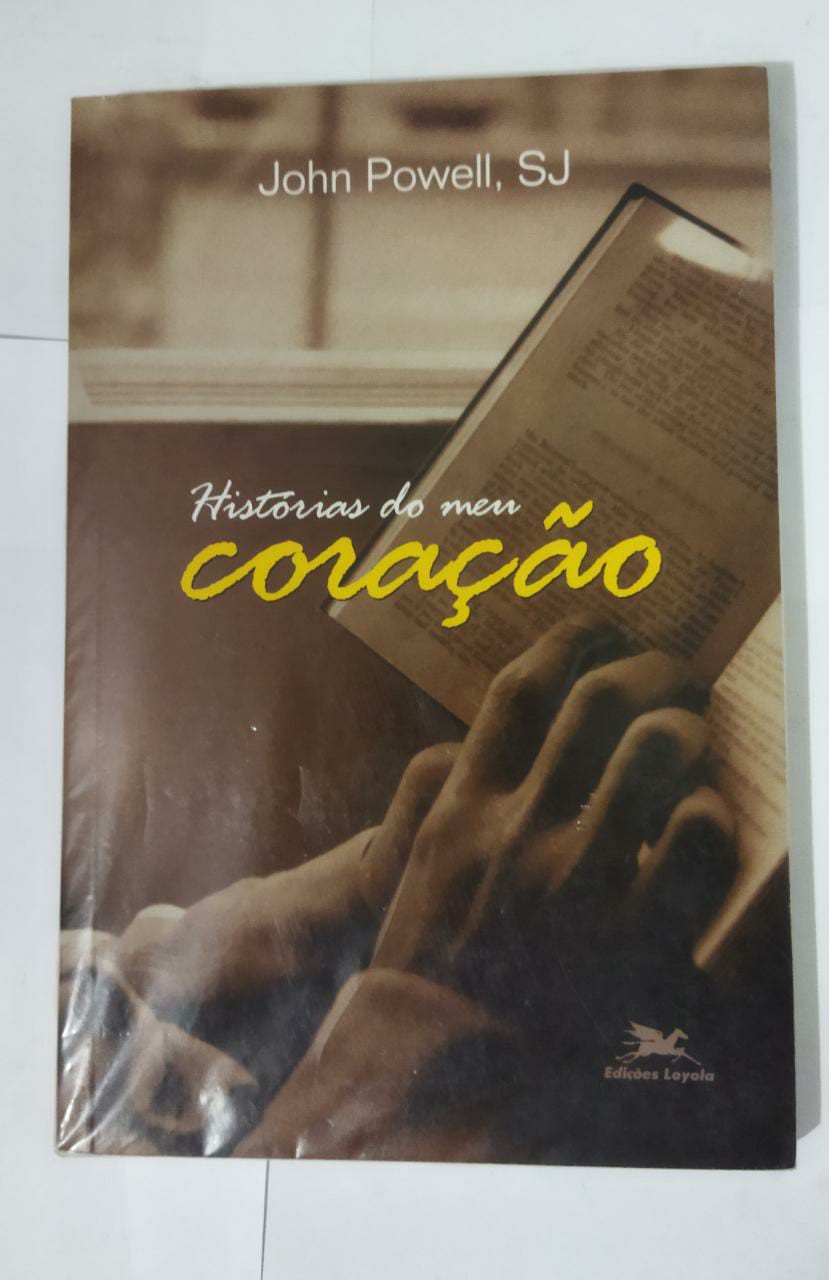 John Powell, SJ
Histórias do meu
coração
Edições Loyola